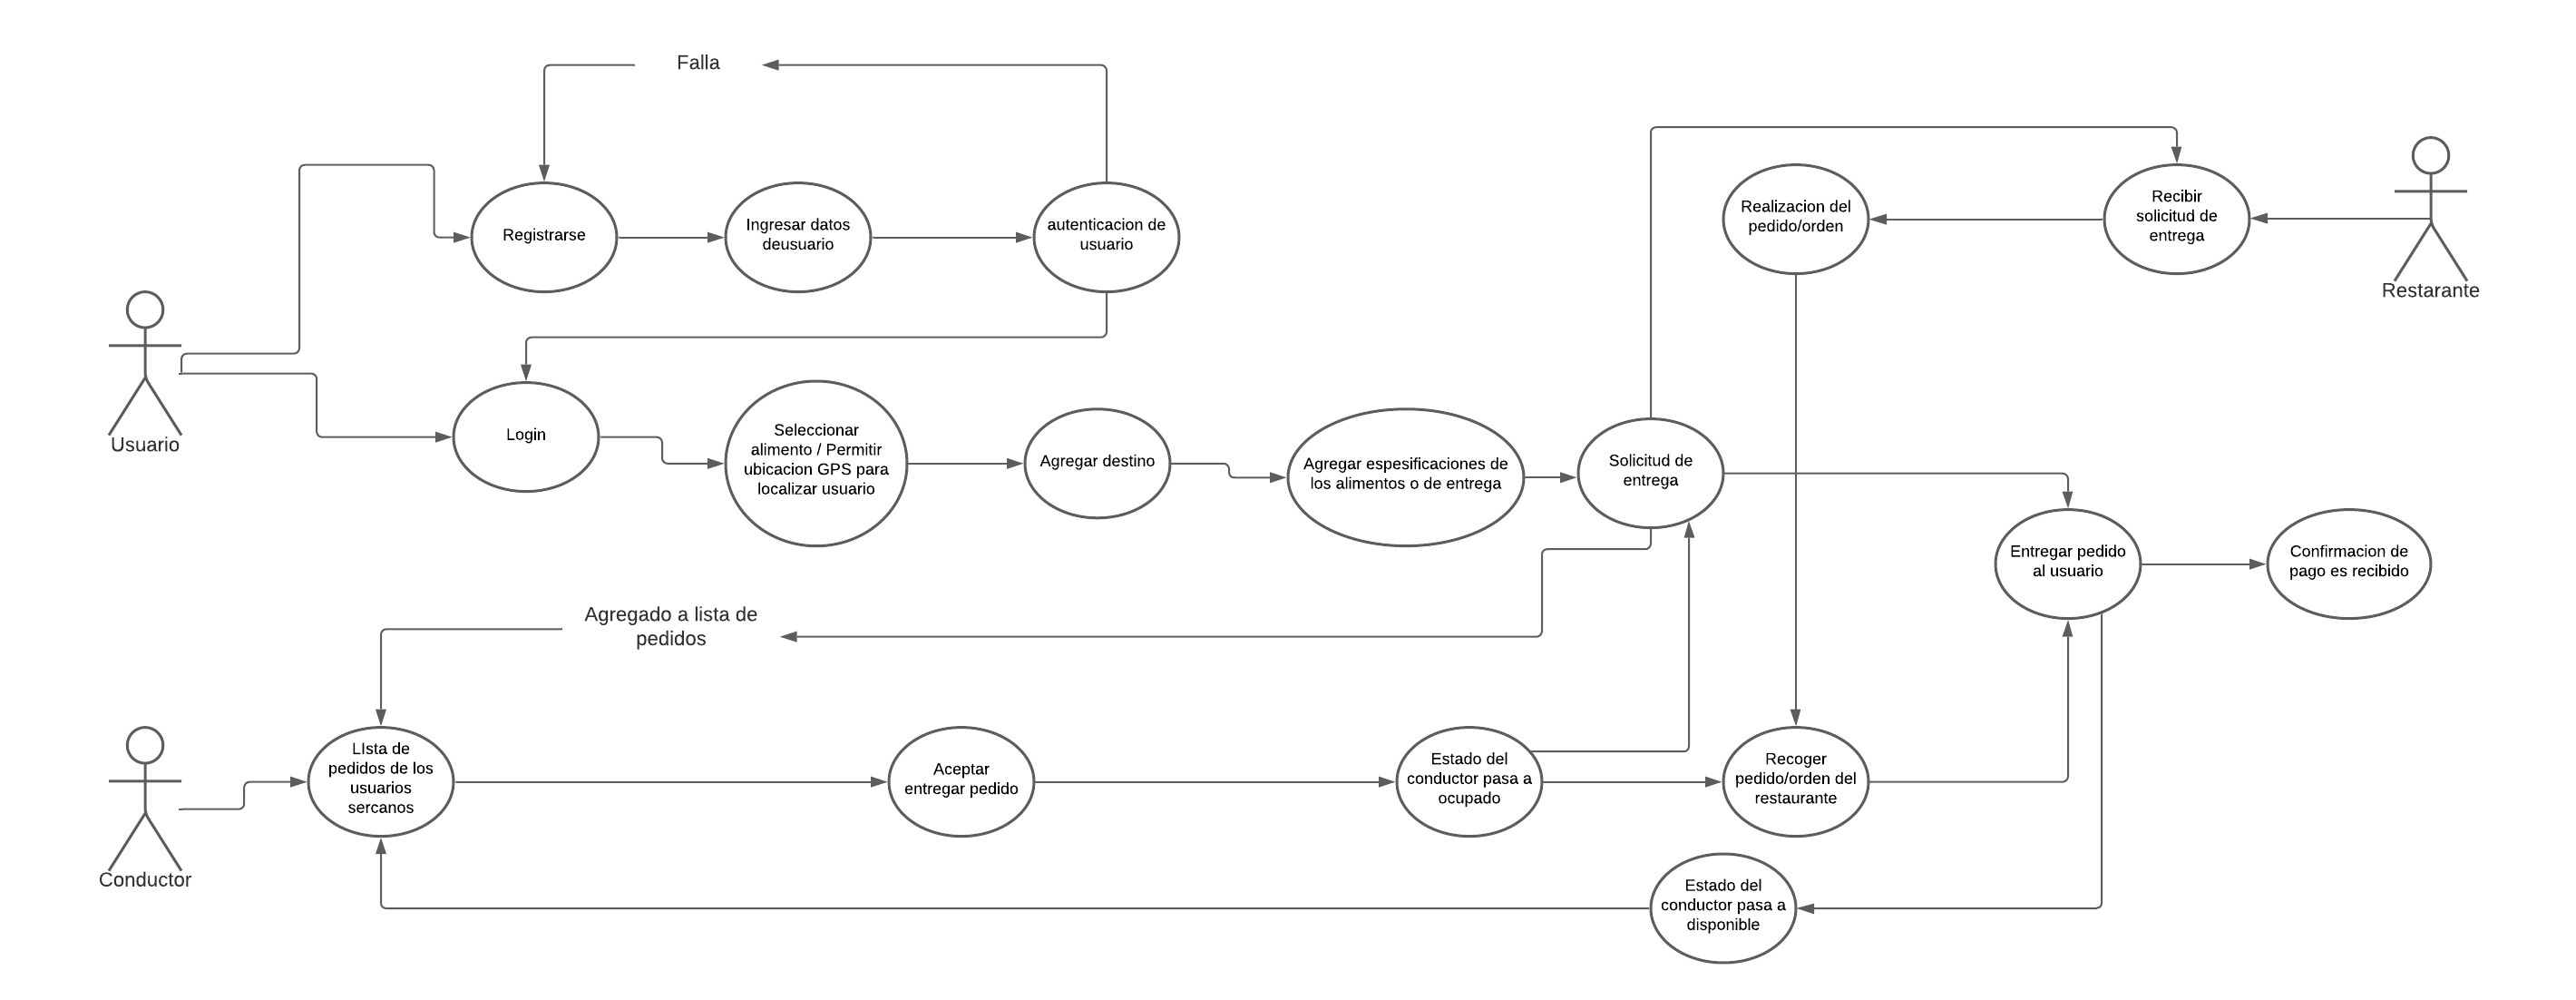 Falla
Registrarse
Ingresar datos
deusuario
autenticacion de
usuario
Realizacion del
pedido/orden
Recibir
solicitud de
entrega
Restarante
Usuario
Login
Seleccionar
alimento / Permitir
ubicacion GPS para
localizar usuario
Agregar destino
Agregar espesificaciones de
los alimentos o de entrega
Solicitud de
entrega
Entregar pedido
al usuario
Confirmacion de
pago es recibido
Agregado a lista de
pedidos
Conductor
LIsta de
pedidos de los
usuarios
sercanos
Aceptar
entregar pedido
Estado del
conductor pasa a
ocupado
Recoger
pedido/orden del
restaurante
Estado del
conductor pasa a
disponible